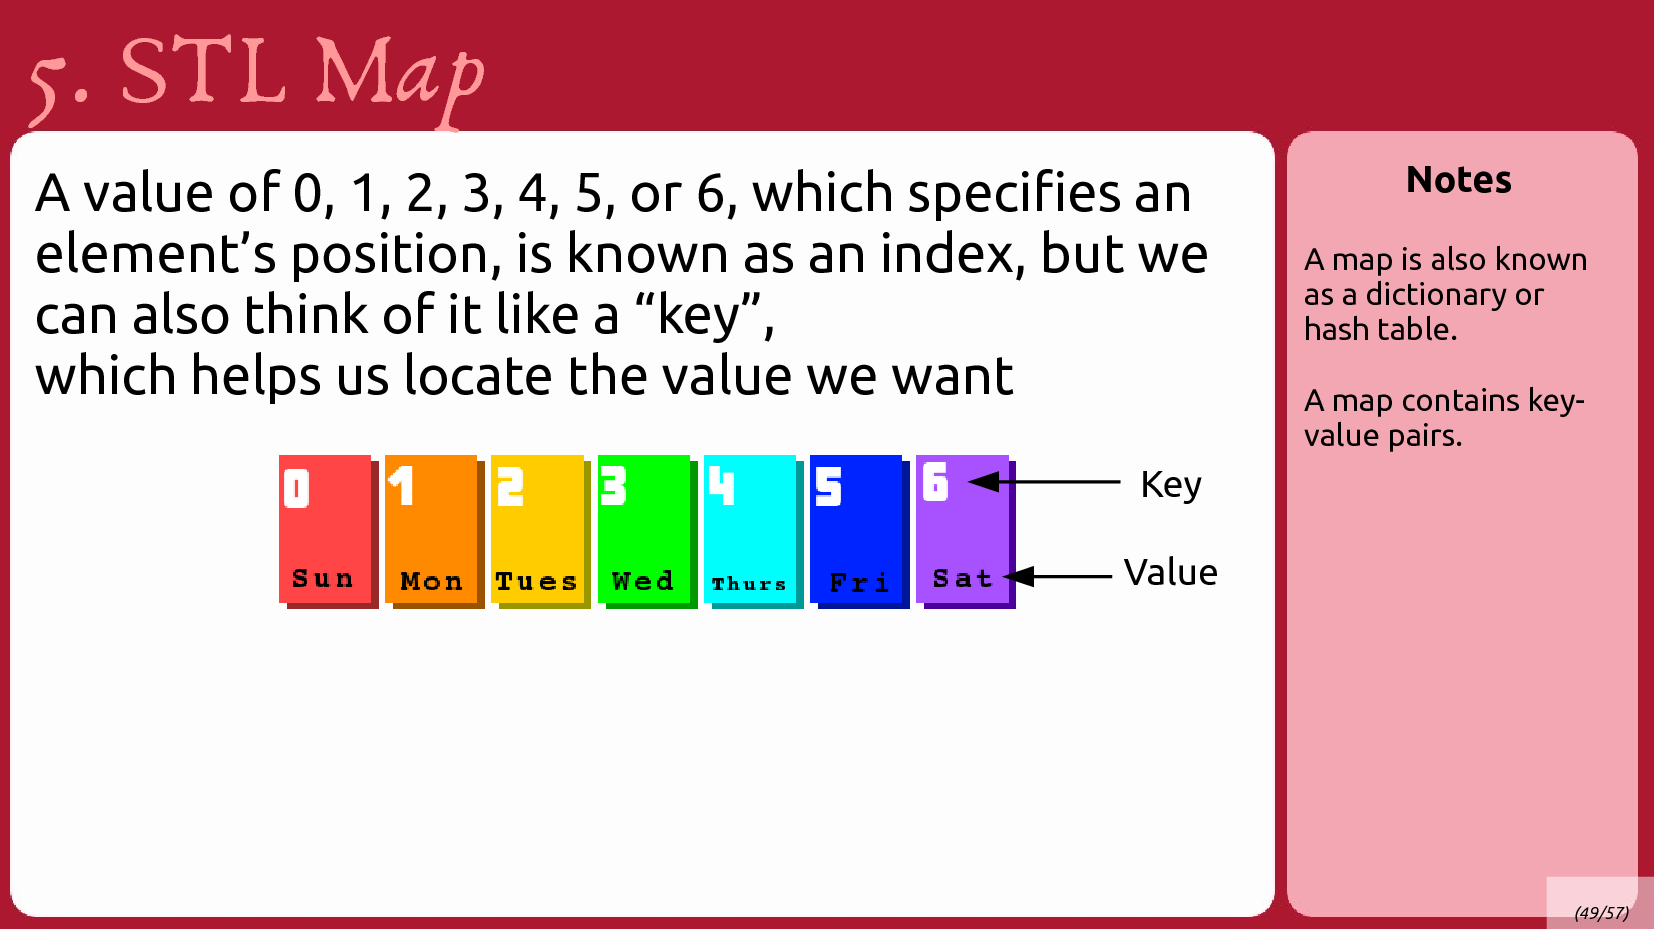 5. STL Map
A value of 0, 1, 2, 3, 4, 5, or 6, which specifies an
element’s position, is known as an index, but we
can also think of it like a “key”,
which helps us locate the value we want
0 1 2 3 4 5 6
Key
Sun Mon Tues Wed Thurs Fri Sat
Value
Notes
A map is also known
as a dictionary or
hash table.
A map contains key-
value pairs.
(49/57)